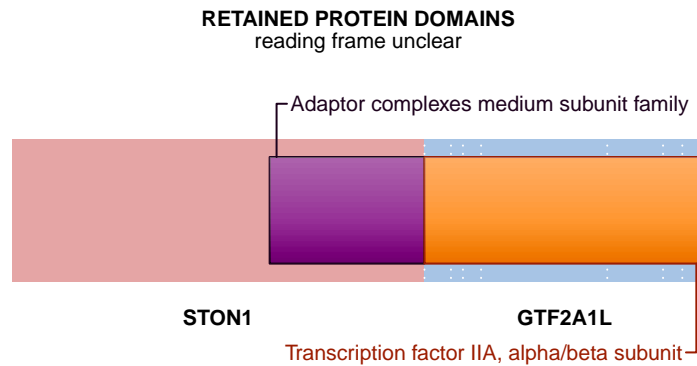 RETAINED PROTEIN DOMAINS
reading frame unclear
Adaptor complexes medium subunit family
STON1
GTF2A1L
Transcription factor IIA, alpha/beta subunit